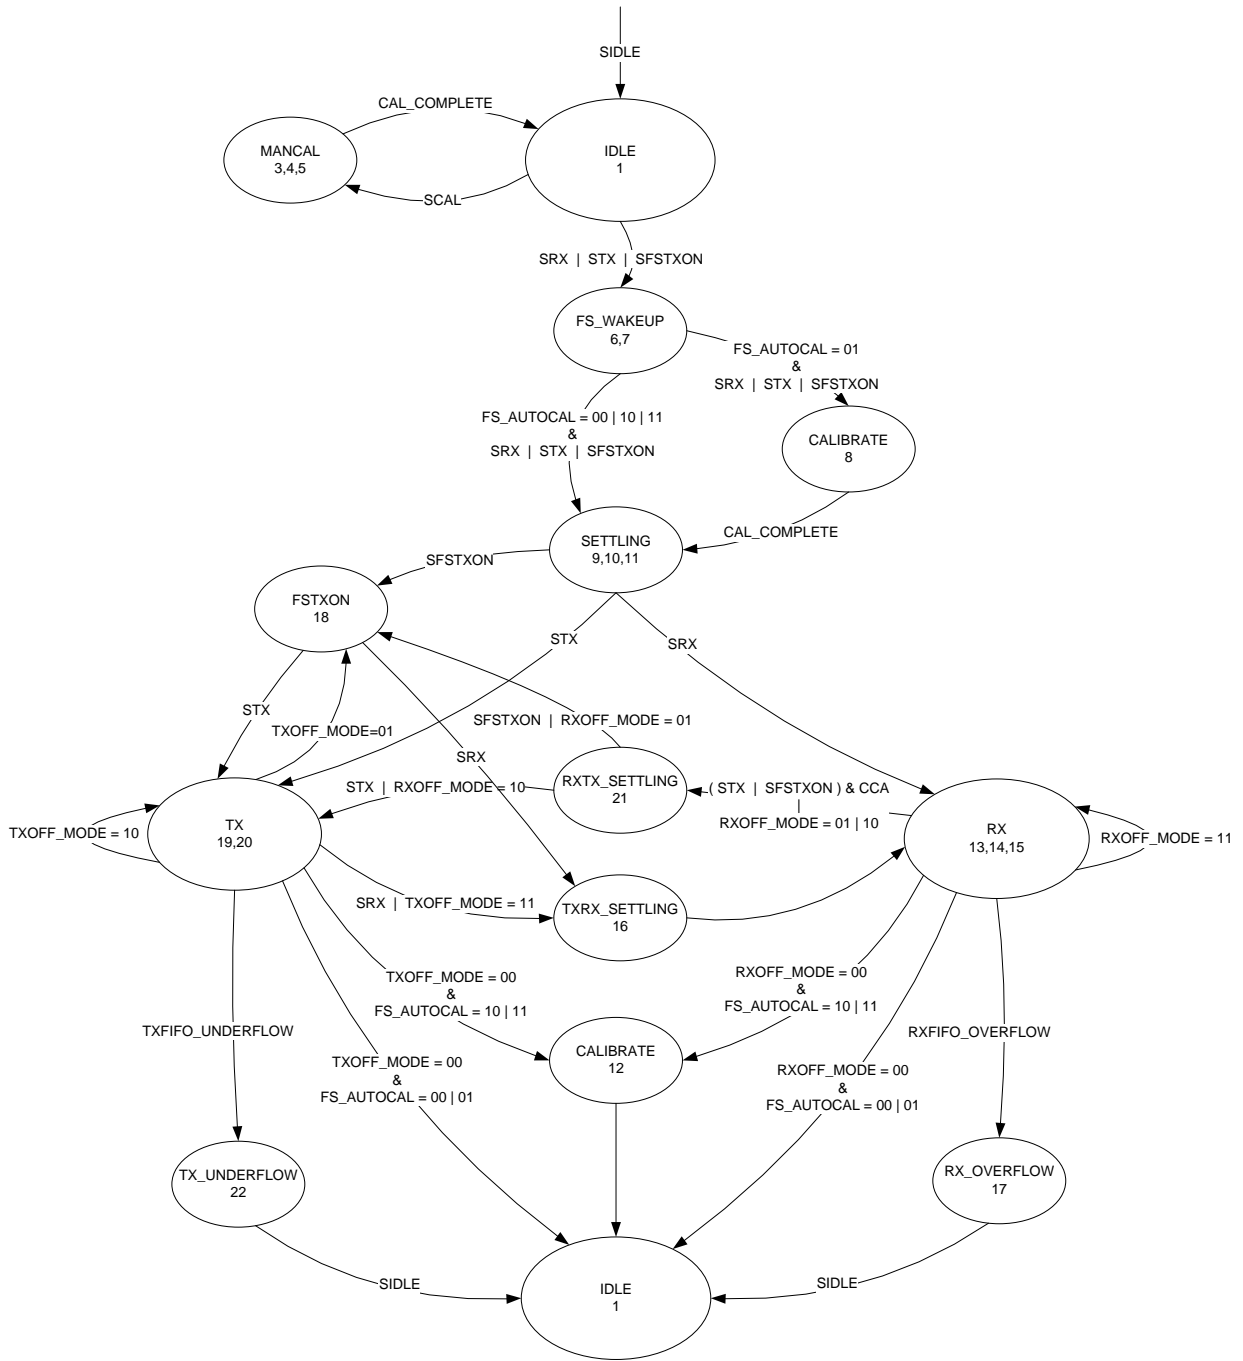 SIDLE
CAL_COMPLETE
MANCAL
3,4,5
IDLE
1
SCAL
SRX | STX | SFSTXON
FS_WAKEUP
6,7
FS_AUTOCAL = 01
&
SRX | STX | SFSTXON
FS_AUTOCAL = 00 | 10 | 11
&
SRX | STX | SFSTXON
CALIBRATE
8
CAL_COMPLETE
SETTLING
9,10,11
SFSTXON
FSTXON
18
STX
SRX
STX
TXOFF_MODE=01
SFSTXON | RXOFF_MODE = 01
SRX
STX | RXOFF_MODE = 10
RXTX_SETTLING
21
( STX | SFSTXON ) & CCA
|
RXOFF_MODE = 01 | 10
TXOFF_MODE = 10
TX
19,20
RX
13,14,15
RXOFF_MODE = 11
SRX | TXOFF_MODE = 11
TXRX_SETTLING
16
TXOFF_MODE = 00
&
FS_AUTOCAL = 10 | 11
RXOFF_MODE = 00
&
FS_AUTOCAL = 10 | 11
TXFIFO_UNDERFLOW
RXFIFO_OVERFLOW
CALIBRATE
12
TXOFF_MODE = 00
&
FS_AUTOCAL = 00 | 01
RXOFF_MODE = 00
&
FS_AUTOCAL = 00 | 01
TX_UNDERFLOW
22
RX_OVERFLOW
17
SIDLE
SIDLE
IDLE
1